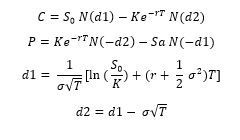 C = S₀ N(d1) − Ke^(−rT) N(d2)
P = Ke^(−rT) N(−d2) − Sa N(−d1)
d1 = 1/(σ√T) [ln (S₀/K) + (r + 1/2 σ²)T]
d2 = d1 − σ√T